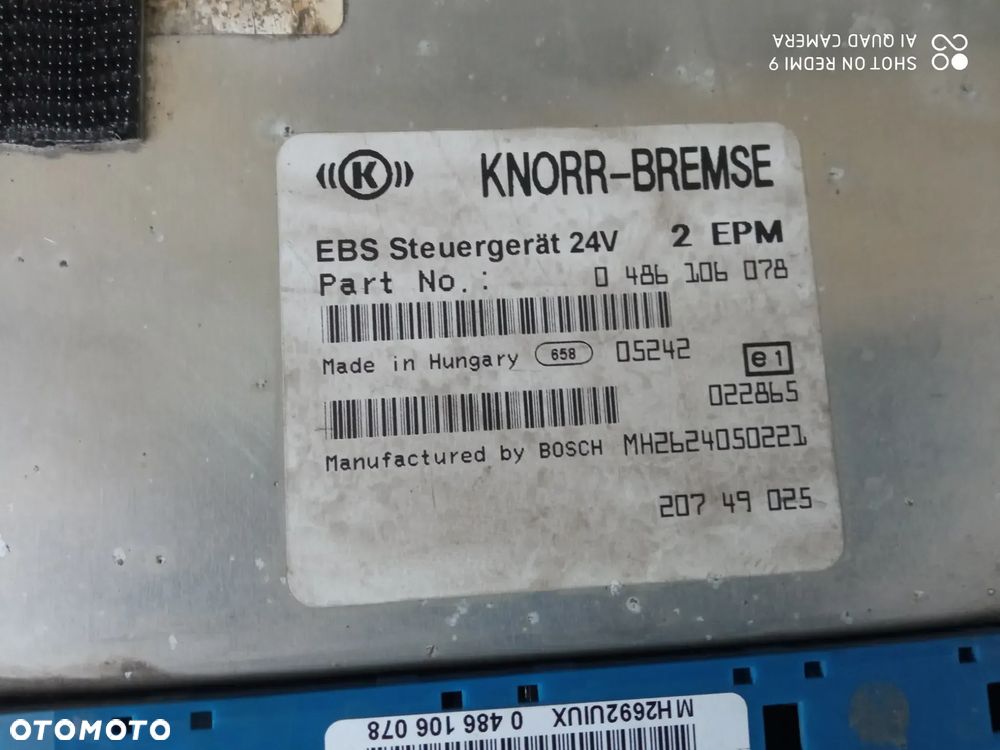 SHOT ON REDMI 9
AI QUAD CAMERA
K KNORR-BREMSE
EBS Steuergerät 24V 2 EPM
Part No.: 0 486 106 078
Made in Hungary 658 05242 e1
022865
Manufactured by BOSCH MH2624050221
207 49 025
MH2692UIUX 0 486 106 078
OTOMOTO